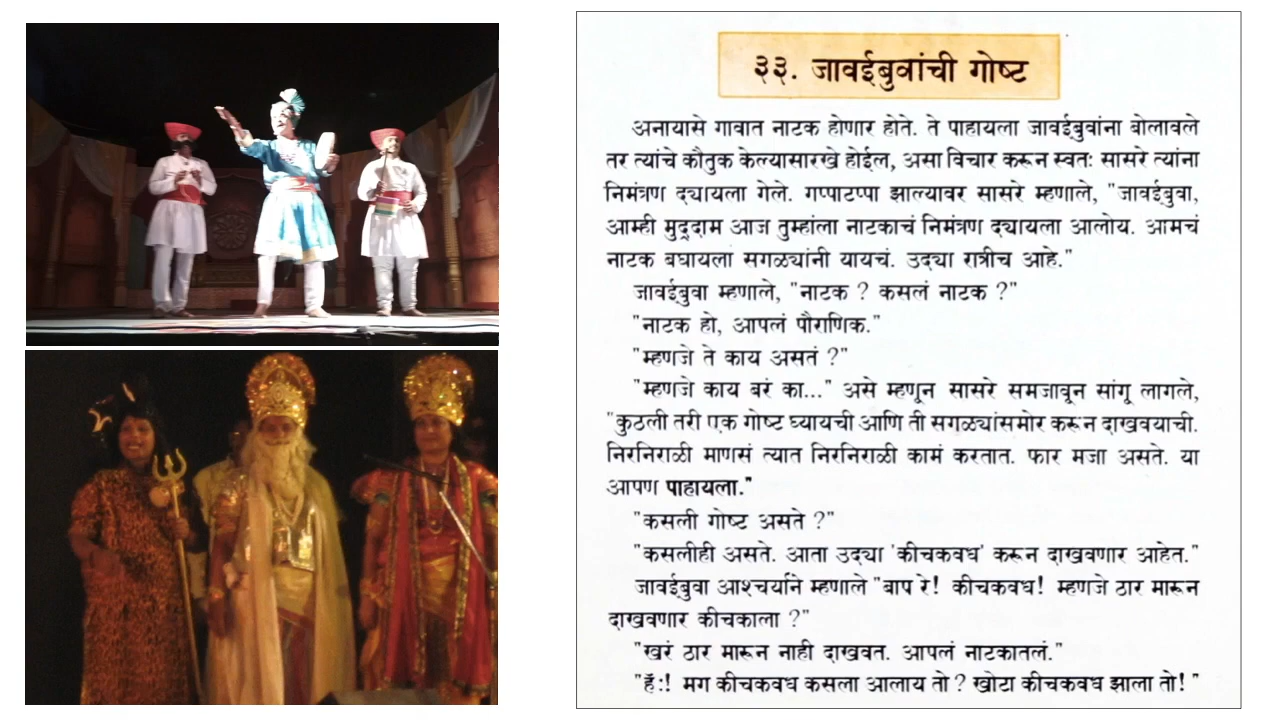 ३३. जावईबुवांची गोष्ट
अनायासे गावात नाटक होणार होते. ते पाहायला जावईबुवांना बोलावले
तर त्यांचे कौतुक केल्यासारखे होईल, असा विचार करून स्वतः सासरे त्यांना
निमंत्रण द्यायला गेले. गप्पाटप्पा झाल्यावर सासरे म्हणाले, "जावईबुवा,
आम्ही मुद्दाम आज तुम्हांला नाटकाचं निमंत्रण द्यायला आलोय. आमचं
नाटक बघायला सगळ्यांनी यायचं. उद्या रात्रीच आहे."
जावईबुवा म्हणाले, "नाटक ? कसलं नाटक ?"
"नाटक हो, आपलं पौराणिक."
"म्हणजे ते काय असतं ?"
"म्हणजे काय बरं का..." असे म्हणून सासरे समजावून सांगू लागले,
"कुठली तरी एक गोष्ट घ्यायची आणि ती सगळ्यांसमोर करून दाखवयाची.
निरनिराळी माणसं त्यात निरनिराळी कामं करतात. फार मजा असते. या
आपण पाहायला."
"कसली गोष्ट असते ?"
"कसलीही असते. आता उद्या 'कीचकवध' करून दाखवणार आहेत."
जावईबुवा आश्चर्याने म्हणाले "बाप रे! कीचकवध! म्हणजे ठार मारून
दाखवणार कीचकाला ?"
"खरं ठार मारून नाही दाखवत. आपलं नाटकातलं."
"हॅः! मग कीचकवध कसला आलाय तो ? खोटा कीचकवध झाला तो! "